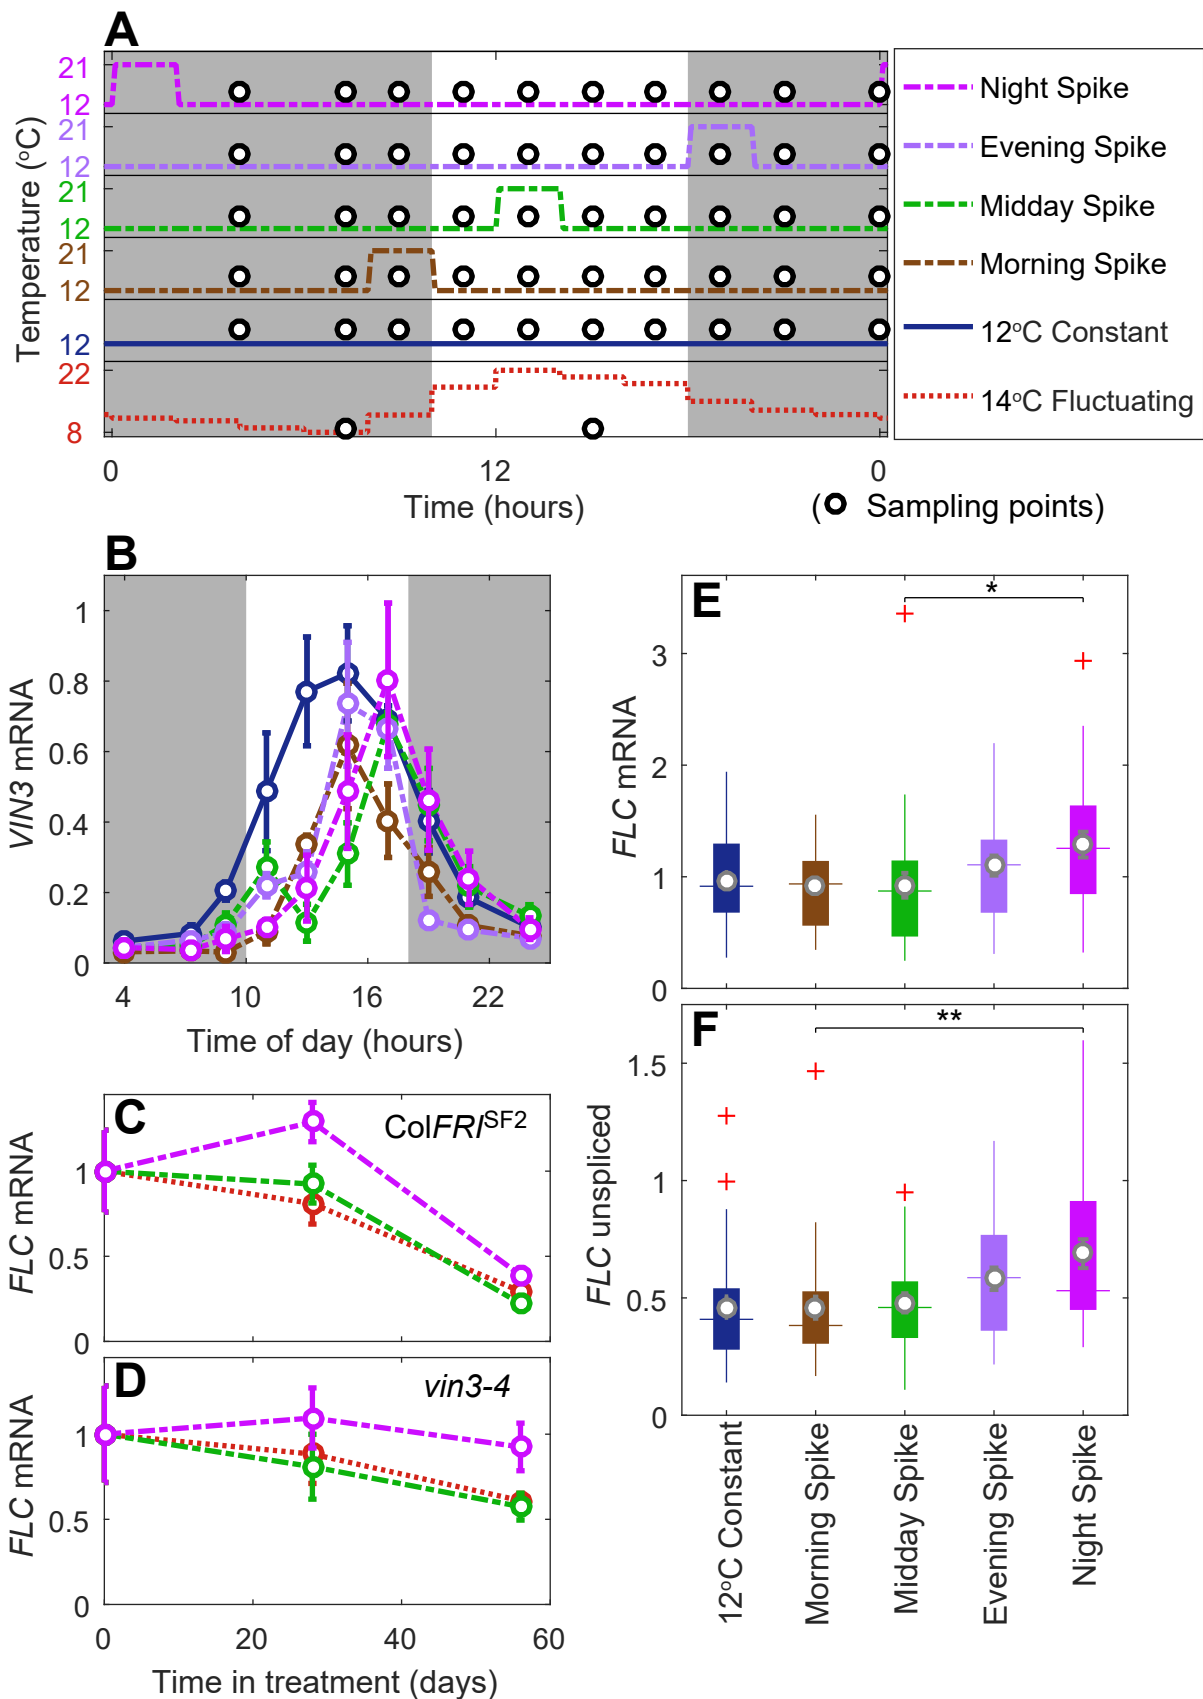 A
21
12
21
12
21
12
21
12
12
22
8
Temperature (°C)
0
12
0
Time (hours)
Night Spike
Evening Spike
Midday Spike
Morning Spike
12°C Constant
14°C Fluctuating
( Sampling points)
B
1
0.8
0.6
0.4
0.2
0
VIN3 mRNA
4
10
16
22
Time of day (hours)
C
ColFRI^SF2
1
0.5
0
FLC mRNA
D
vin3-4
1
0.5
0
FLC mRNA
0
20
40
60
Time in treatment (days)
E
*
3
2
1
0
FLC mRNA
F
**
1.5
1
0.5
0
FLC unspliced
12°C Constant
Morning Spike
Midday Spike
Evening Spike
Night Spike